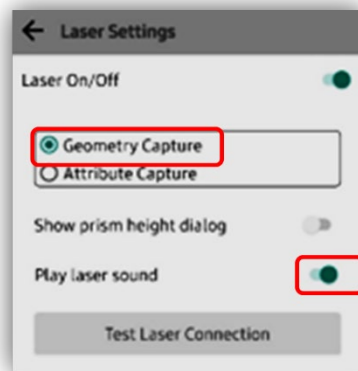 Laser Settings
Laser On/Off
Geometry Capture
Attribute Capture
Show prism height dialog
Play laser sound
Test Laser Connection